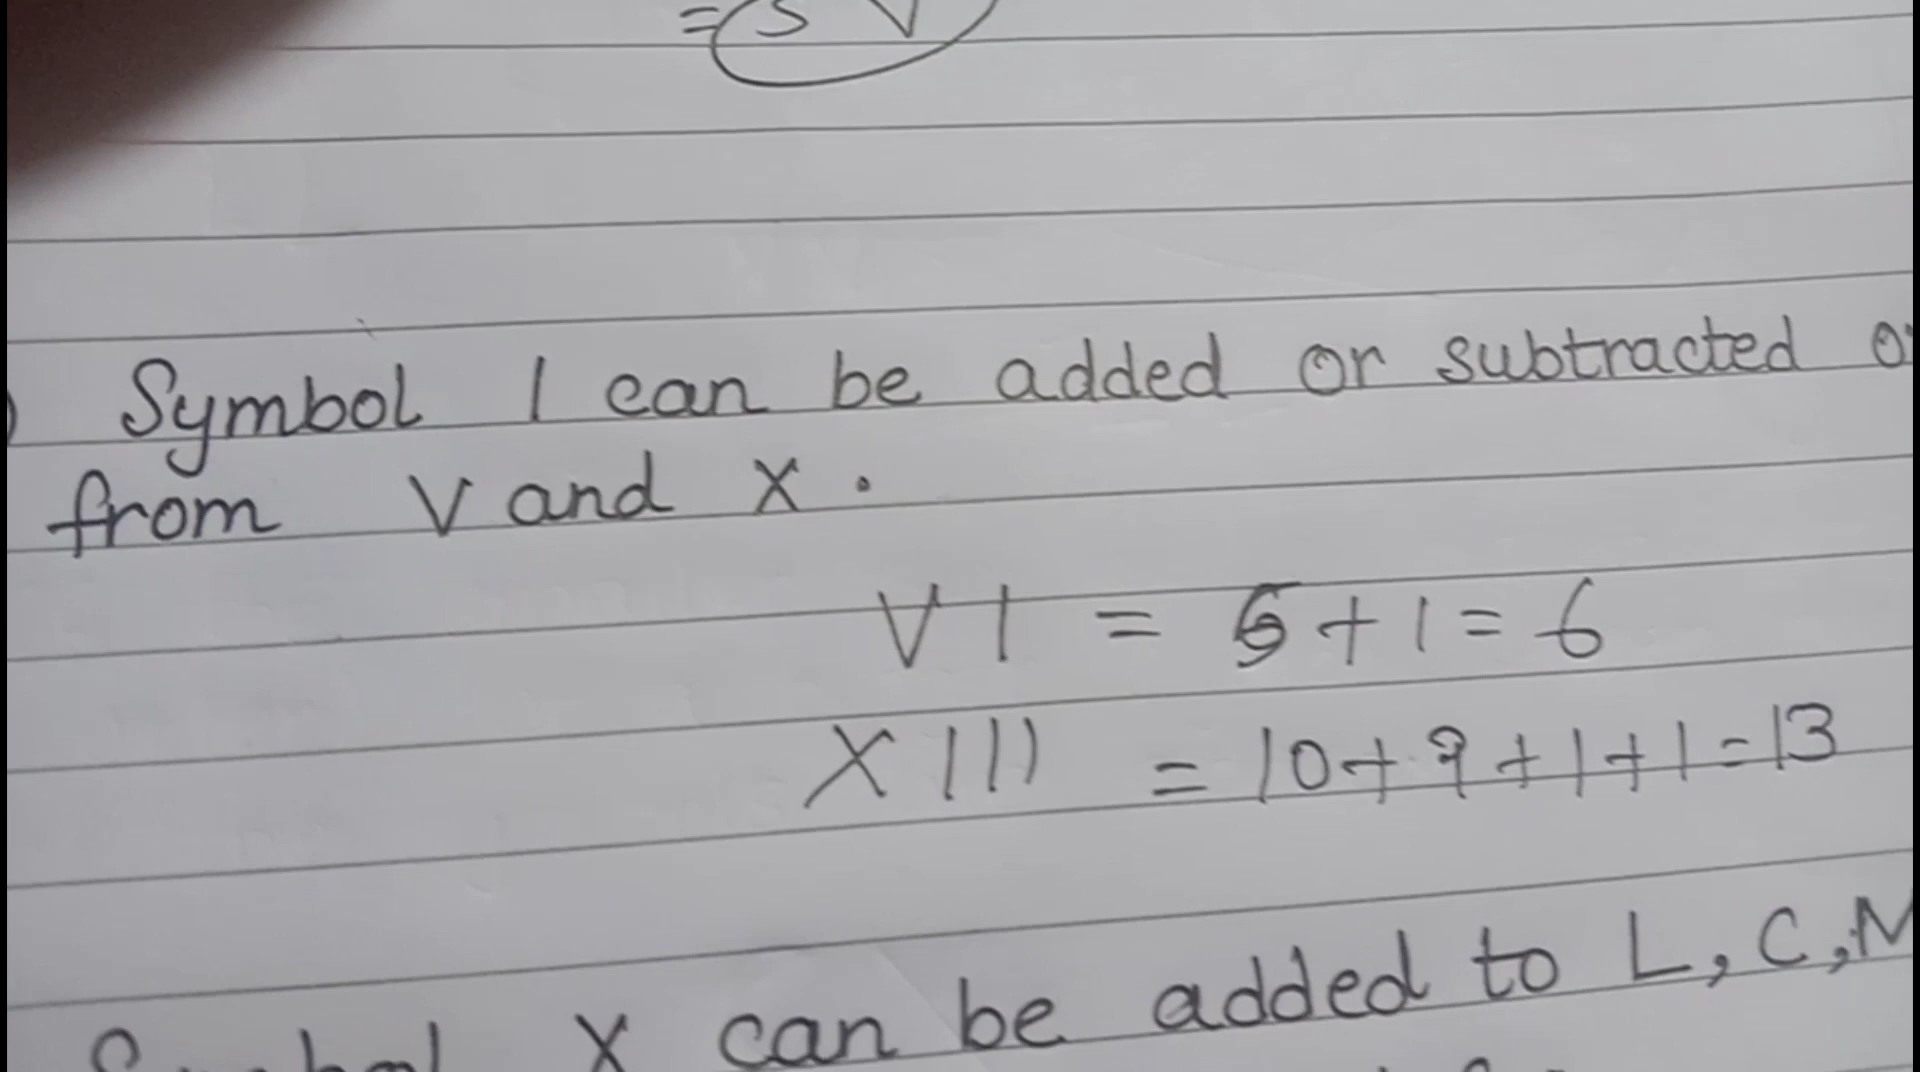 = 5 V
Symbol I can be added or subtracted
from V and X.
VI = 5+1=6
XIII = 10+1+1+1=13
X can be added to L, C,